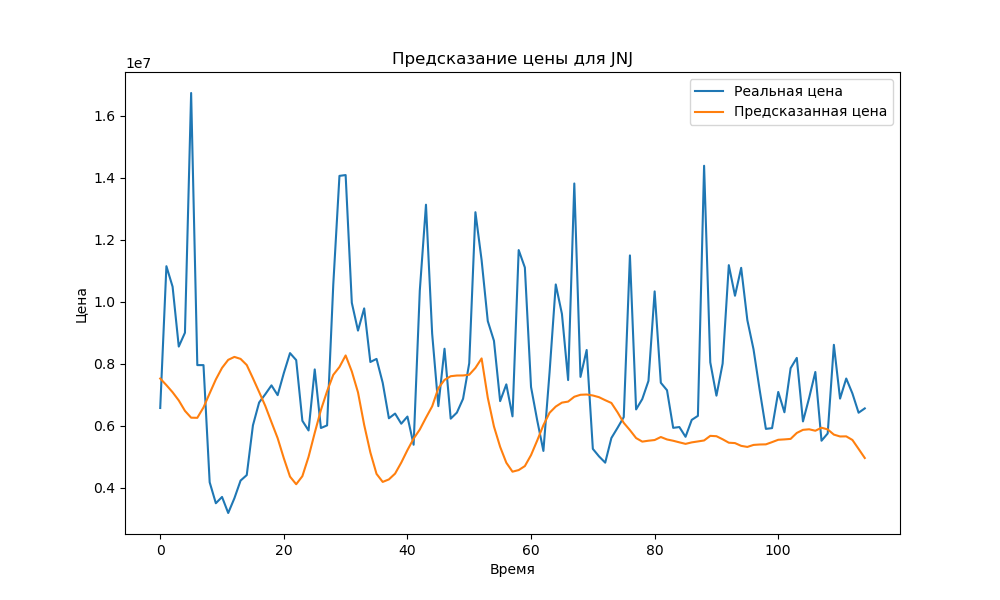 Предсказание цены для JNJ
1e7
Реальная цена
Предсказанная цена
1.6
1.4
1.2
1.0
0.8
0.6
0.4
Цена
0 20 40 60 80 100
Время